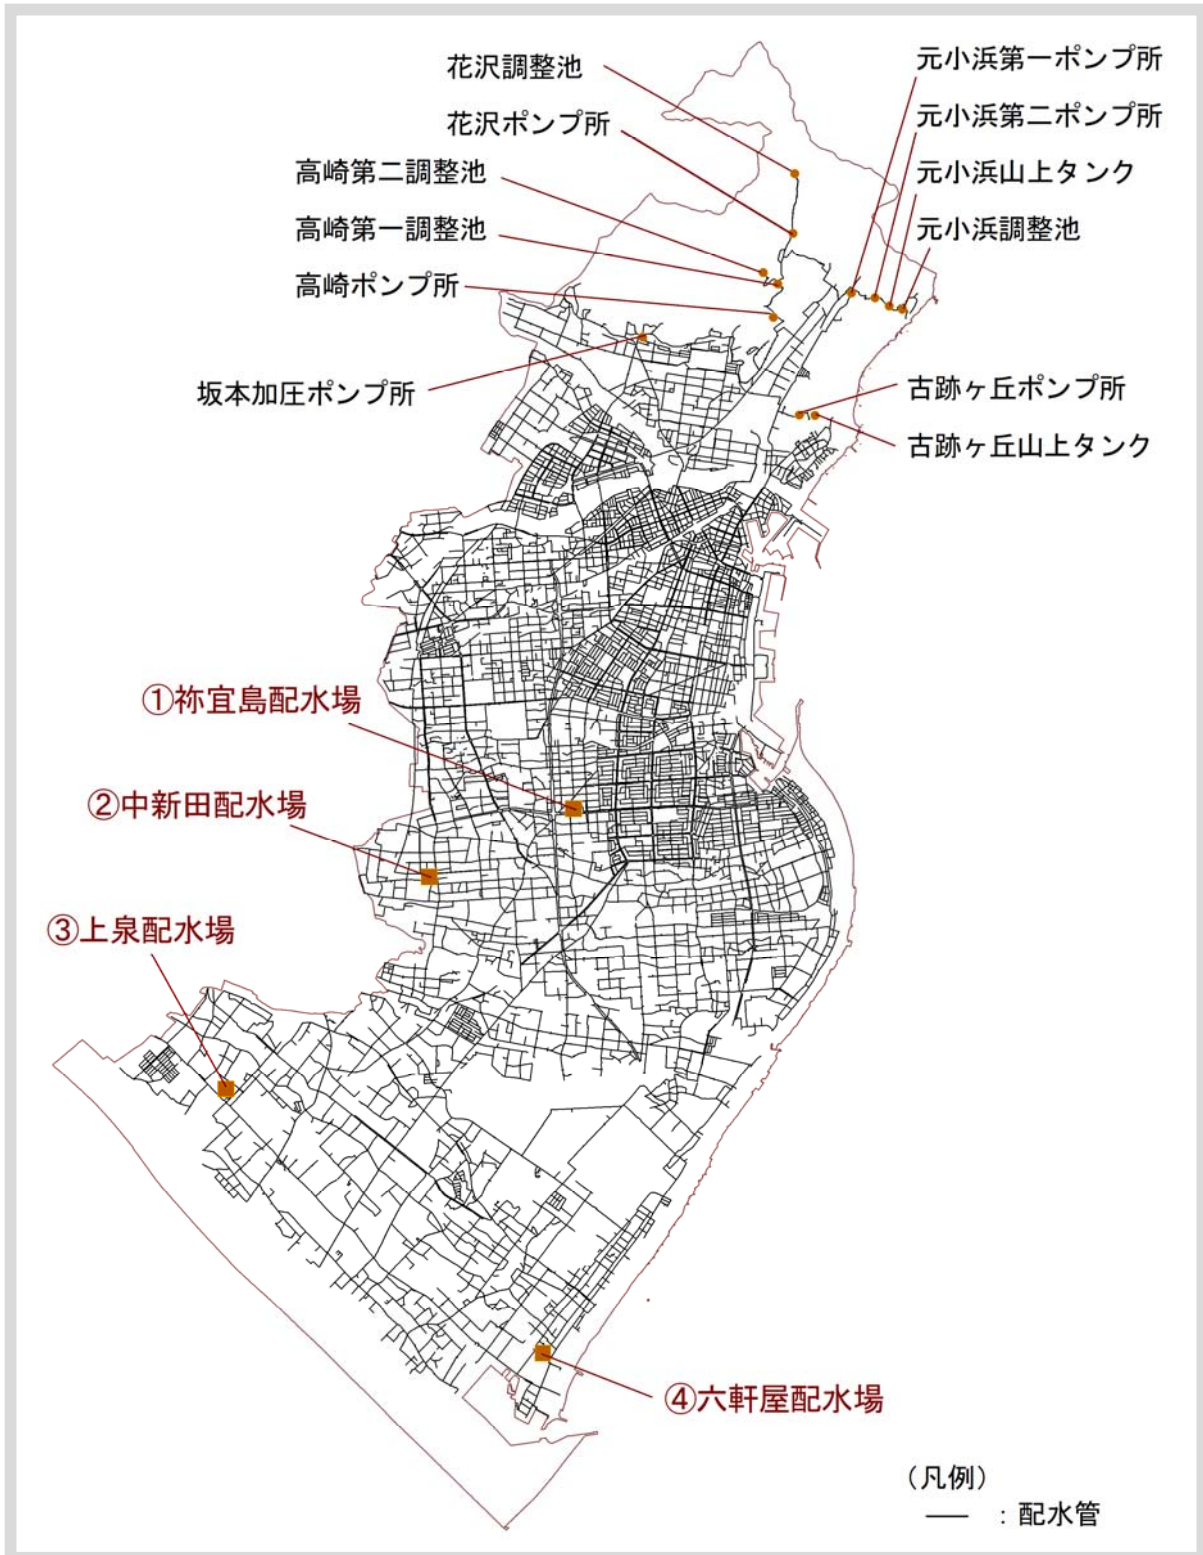 花沢調整池
花沢ポンプ所
高崎第二調整池
高崎第一調整池
高崎ポンプ所
坂本加圧ポンプ所
元小浜第一ポンプ所
元小浜第二ポンプ所
元小浜山上タンク
元小浜調整池
古跡ヶ丘ポンプ所
古跡ヶ丘山上タンク
①祢宜島配水場
②中新田配水場
③上泉配水場
④六軒屋配水場
（凡例）
── ：配水管